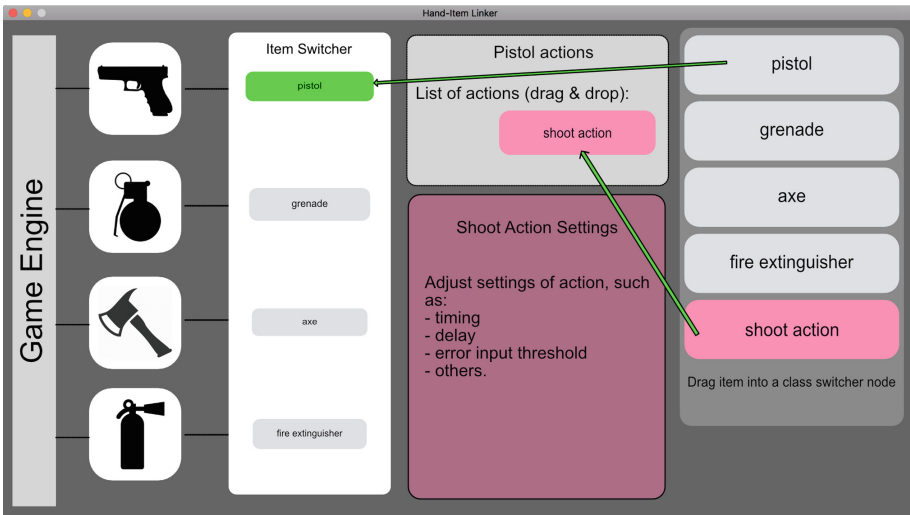 Hand-Item Linker
Game Engine
Item Switcher
pistol
grenade
axe
fire extinguisher
Pistol actions
List of actions (drag & drop):
shoot action
Shoot Action Settings
Adjust settings of action, such
as:
- timing
- delay
- error input threshold
- others.
pistol
grenade
axe
fire extinguisher
shoot action
Drag item into a class switcher node